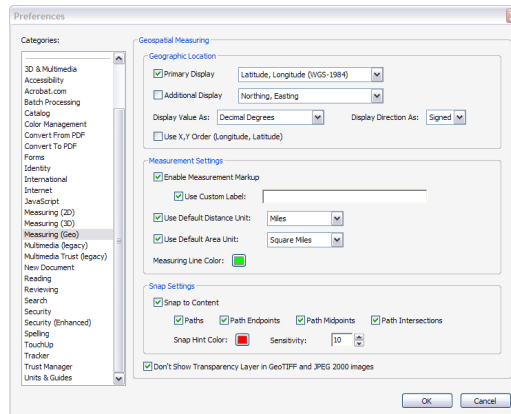 Preferences
Categories:
3D & Multimedia
Accessibility
Acrobat.com
Batch Processing
Catalog
Color Management
Convert From PDF
Convert To PDF
Forms
Identity
International
Internet
JavaScript
Measuring (2D)
Measuring (3D)
Measuring (Geo)
Multimedia (legacy)
Multimedia Trust (legacy)
New Document
Reading
Reviewing
Search
Security
Security (Enhanced)
Spelling
TouchUp
Tracker
Trust Manager
Units & Guides
Geospatial Measuring
Geographic Location
Primary Display Latitude, Longitude (WGS-1984)
Additional Display Northing, Easting
Display Value As: Decimal Degrees Display Direction As: Signed
Use X,Y Order (Longitude, Latitude)
Measurement Settings
Enable Measurement Markup
Use Custom Label:
Use Default Distance Unit: Miles
Use Default Area Unit: Square Miles
Measuring Line Color:
Snap Settings
Snap to Content
Paths Path Endpoints Path Midpoints Path Intersections
Snap Hint Color: Sensitivity: 10
Don't Show Transparency Layer in GeoTIFF and JPEG 2000 images
OK Cancel